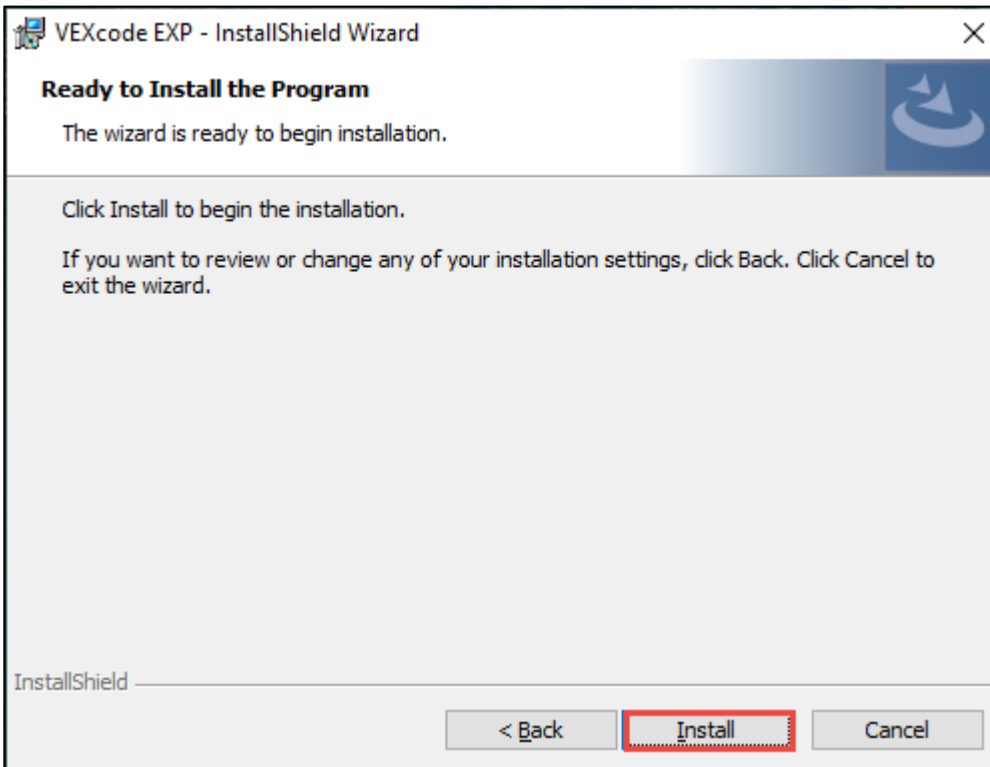 VEXcode EXP - InstallShield Wizard
Ready to Install the Program
The wizard is ready to begin installation.
Click Install to begin the installation.
If you want to review or change any of your installation settings, click Back. Click Cancel to
exit the wizard.
InstallShield
< Back Install Cancel